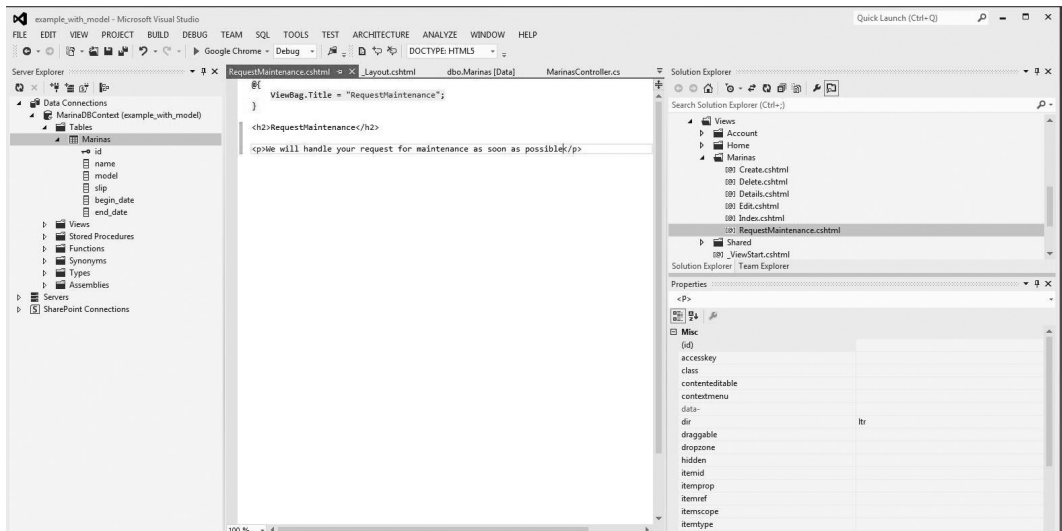 example_with_model - Microsoft Visual Studio
Quick Launch (Ctrl+Q)
FILE EDIT VIEW PROJECT BUILD DEBUG TEAM SQL TOOLS TEST ARCHITECTURE ANALYZE WINDOW HELP
Google Chrome Debug DOCTYPE: HTML5
Server Explorer
Data Connections
MarinaDBContext (example_with_model)
Tables
Marinas
id
name
model
slip
begin_date
end_date
Views
Stored Procedures
Functions
Synonyms
Types
Assemblies
Servers
SharePoint Connections
RequestMaintenance.cshtml _Layout.cshtml dbo.Marinas [Data] MarinasController.cs
@{
ViewBag.Title = "RequestMaintenance";
}
<h2>RequestMaintenance</h2>
<p>We will handle your request for maintenance as soon as possible</p>
100 %
Solution Explorer
Search Solution Explorer (Ctrl+;)
Views
Account
Home
Marinas
Create.cshtml
Delete.cshtml
Details.cshtml
Edit.cshtml
Index.cshtml
RequestMaintenance.cshtml
Shared
_ViewStart.cshtml
Solution Explorer Team Explorer
Properties
<P>
Misc
(id)
accesskey
class
contenteditable
contextmenu
data-
dir ltr
draggable
dropzone
hidden
itemid
itemprop
itemref
itemscope
itemtype